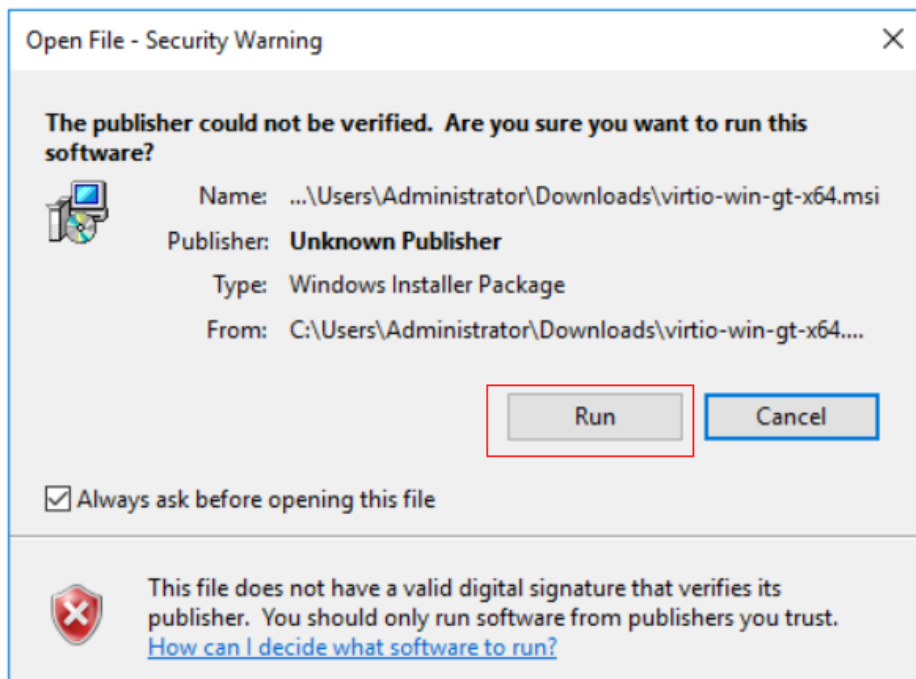 Open File - Security Warning
The publisher could not be verified.  Are you sure you want to run this
software?
Name: ...\Users\Administrator\Downloads\virtio-win-gt-x64.msi
Publisher: Unknown Publisher
Type: Windows Installer Package
From: C:\Users\Administrator\Downloads\virtio-win-gt-x64....
Run Cancel
Always ask before opening this file
This file does not have a valid digital signature that verifies its
publisher.  You should only run software from publishers you trust.
How can I decide what software to run?